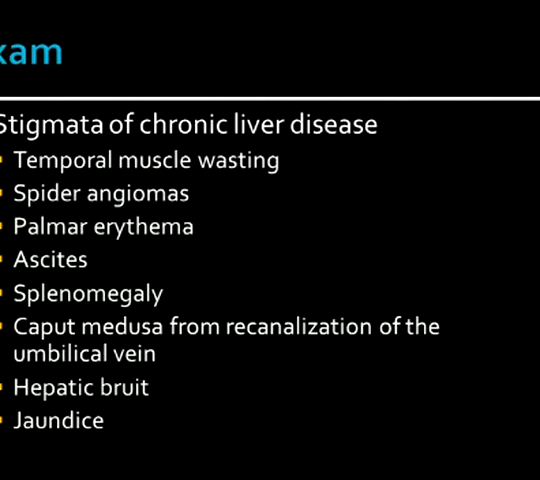 xam
Stigmata of chronic liver disease
Temporal muscle wasting
Spider angiomas
Palmar erythema
Ascites
Splenomegaly
Caput medusa from recanalization of the
umbilical vein
Hepatic bruit
Jaundice